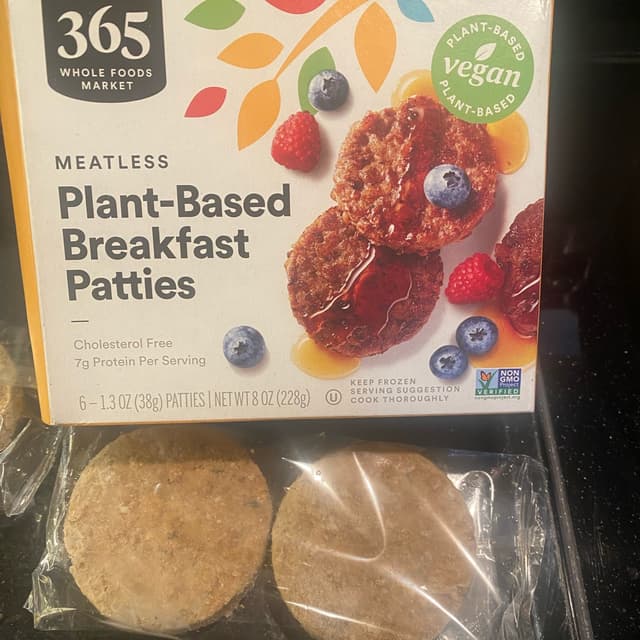 365
WHOLE FOODS
MARKET
PLANT-BASED
vegan
PLANT-BASED
MEATLESS
Plant-Based
Breakfast
Patties
Cholesterol Free
7g Protein Per Serving
6 – 1.3 OZ (38g) PATTIES | NET WT 8 OZ (228g)
U
KEEP FROZEN
SERVING SUGGESTION
COOK THOROUGHLY
NON
GMO
Project
VERIFIED
nongmoproject.org